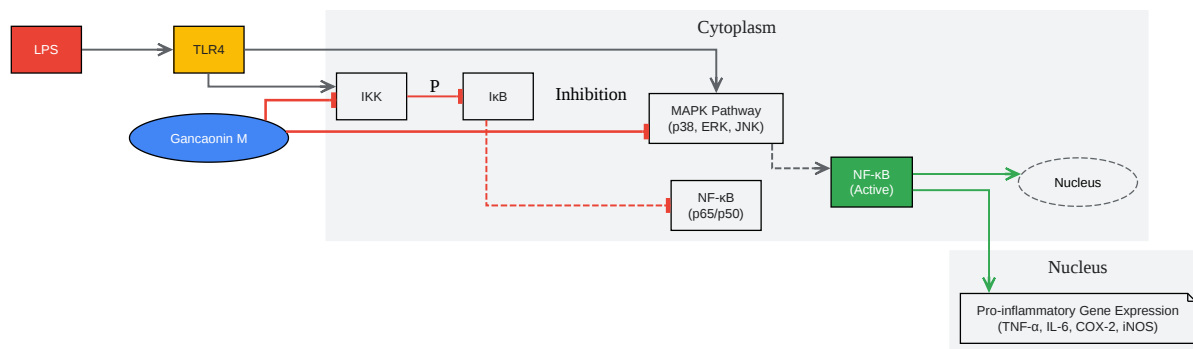 Cytoplasm
LPS
TLR4
IKK
P
IκB
Inhibition
MAPK Pathway
(p38, ERK, JNK)
Gancaonin M
NF-κB
(Active)
Nucleus
NF-κB
(p65/p50)
Nucleus
Pro-inflammatory Gene Expression
(TNF-α, IL-6, COX-2, iNOS)